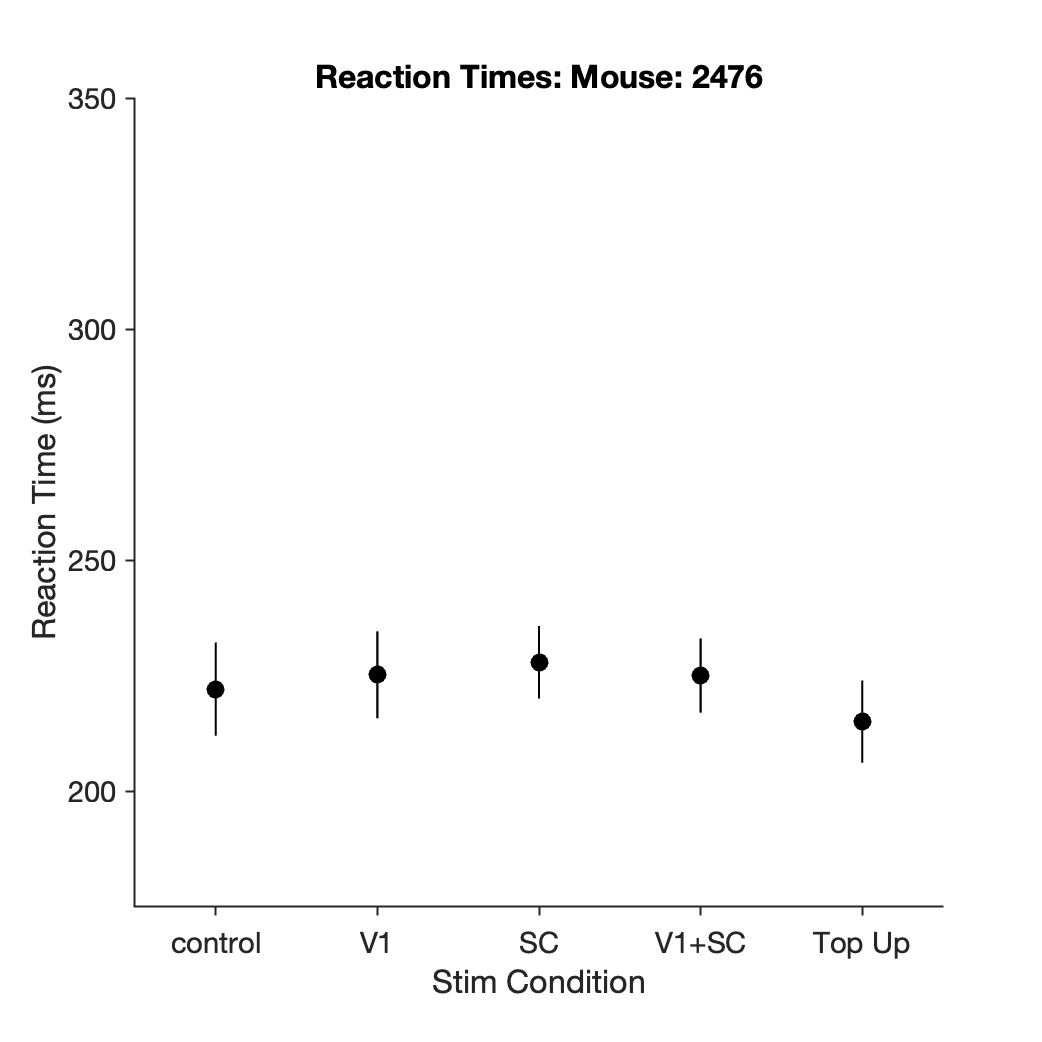 Reaction Times: Mouse: 2476
350
300
250
200
Reaction Time (ms)
control
V1
SC
V1+SC
Top Up
Stim Condition